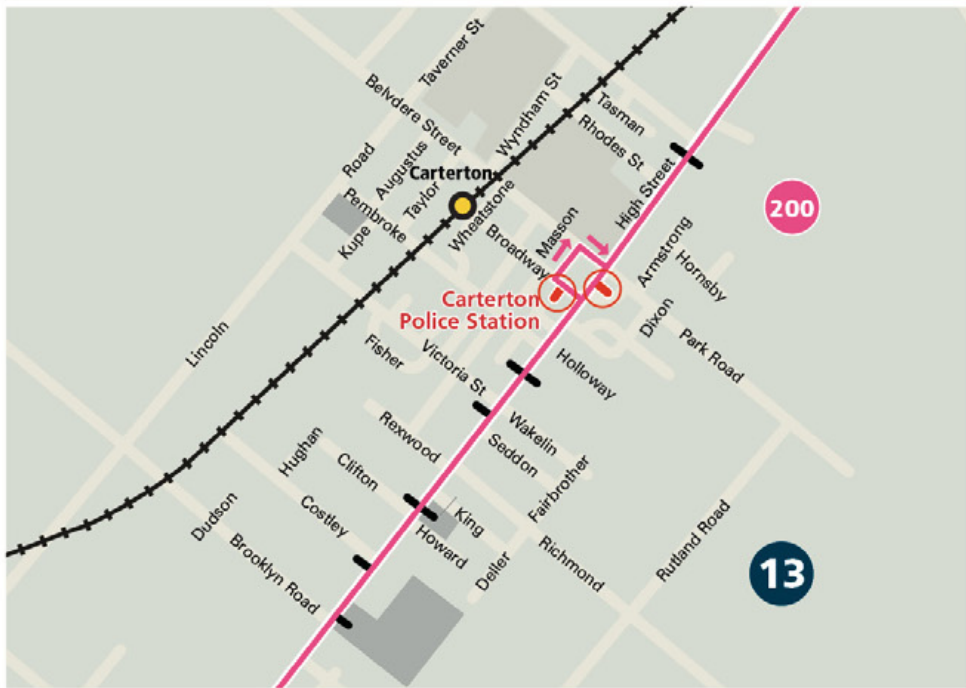 Taverner St
Belvdere Street
Wyndham St
Tasman
Rhodes St
Road
Augustus
Carterton
Taylor
Pembroke
Kupe
Wheatstone
High Street
200
Masson
Broadway
Armstrong
Hornsby
Carterton
Police Station
Dixon
Park Road
Lincoln
Fisher
Victoria St
Holloway
Rexwood
Wakelin
Seddon
Hughan
Clifton
Fairbrother
Costley
King
Howard
Dudson
Brooklyn Road
Deller
Richmond
Rutland Road
13